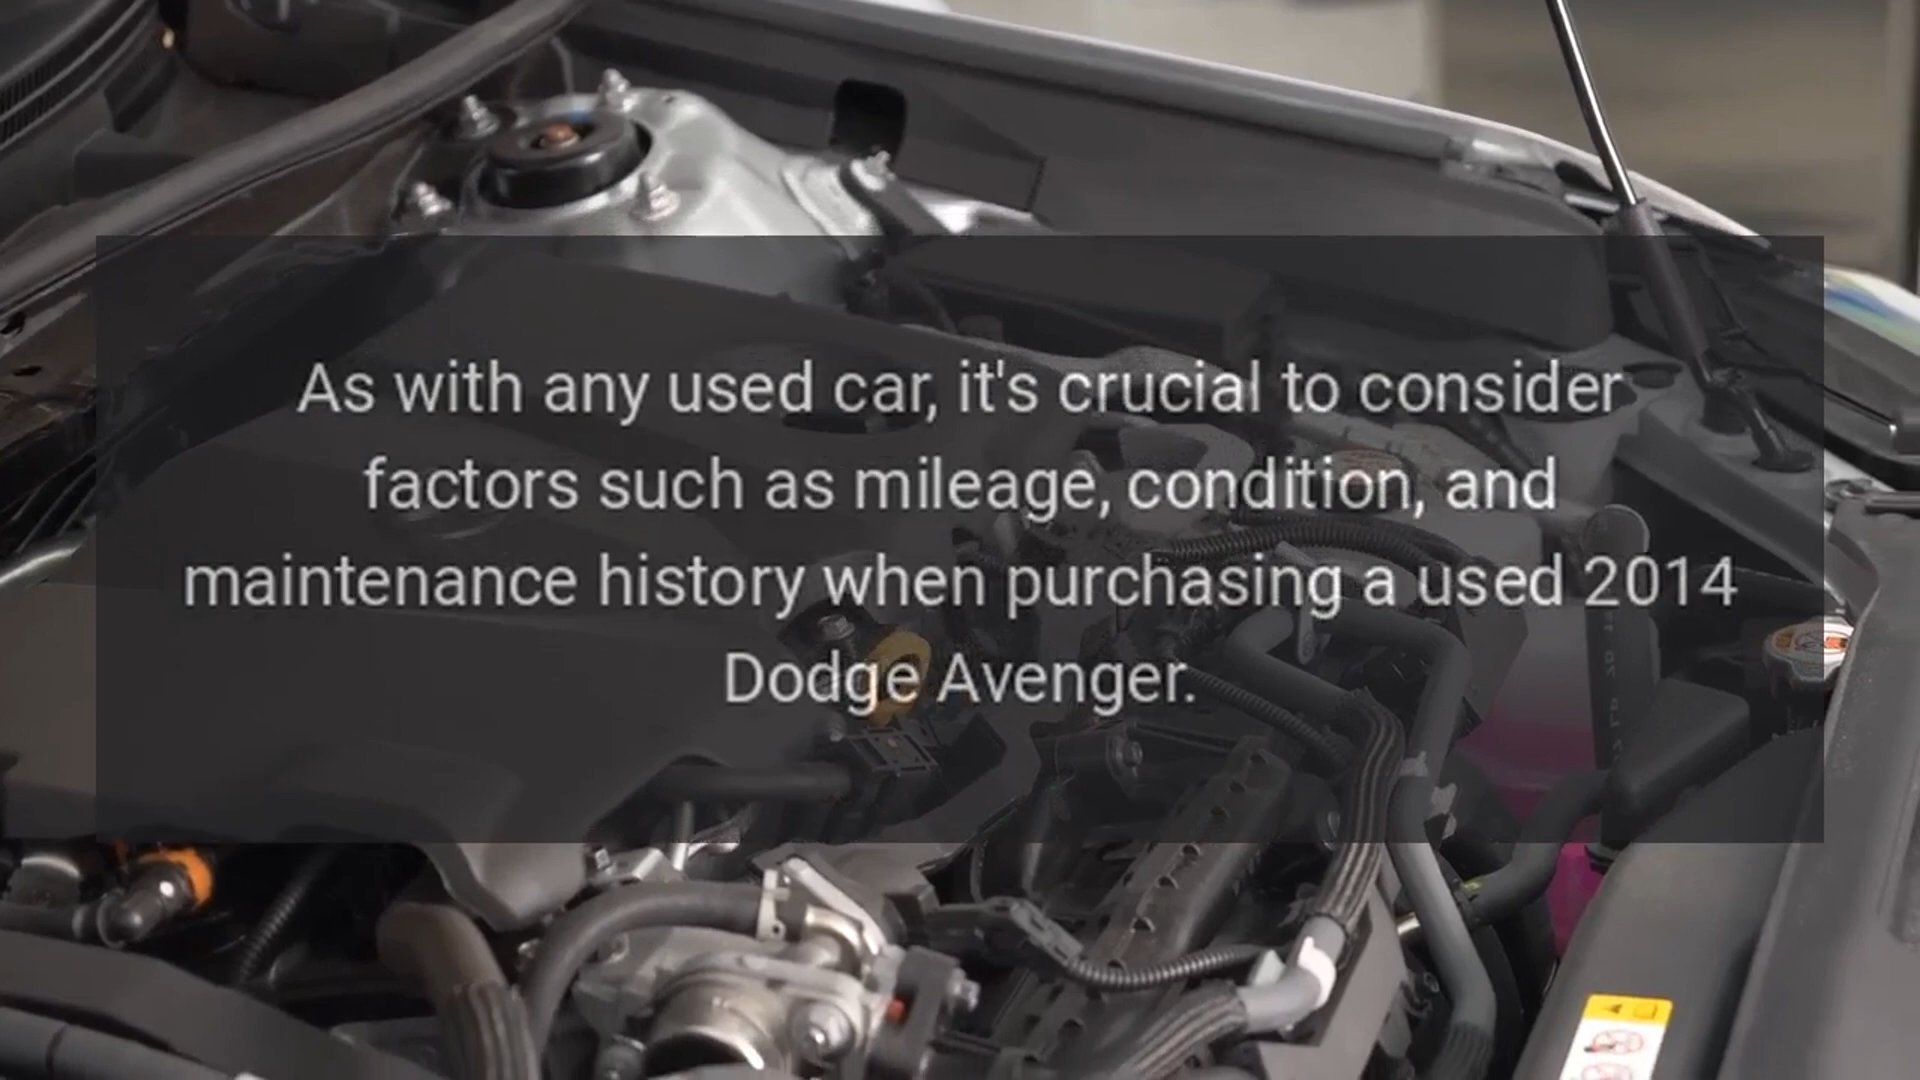 As with any used car, it's crucial to consider
factors such as mileage, condition, and
maintenance history when purchasing a used 2014
Dodge Avenger.